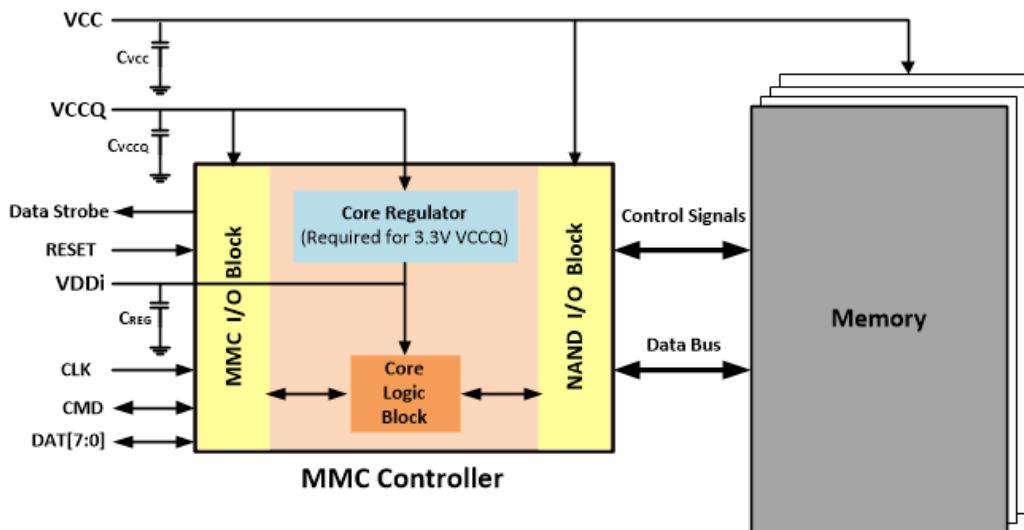 VCC
CVCC
VCCQ
CVCCQ
Data Strobe
RESET
VDDi
CREG
CLK
CMD
DAT[7:0]
MMC I/O Block
Core Regulator
(Required for 3.3V VCCQ)
Core
Logic
Block
NAND I/O Block
MMC Controller
Control Signals
Data Bus
Memory